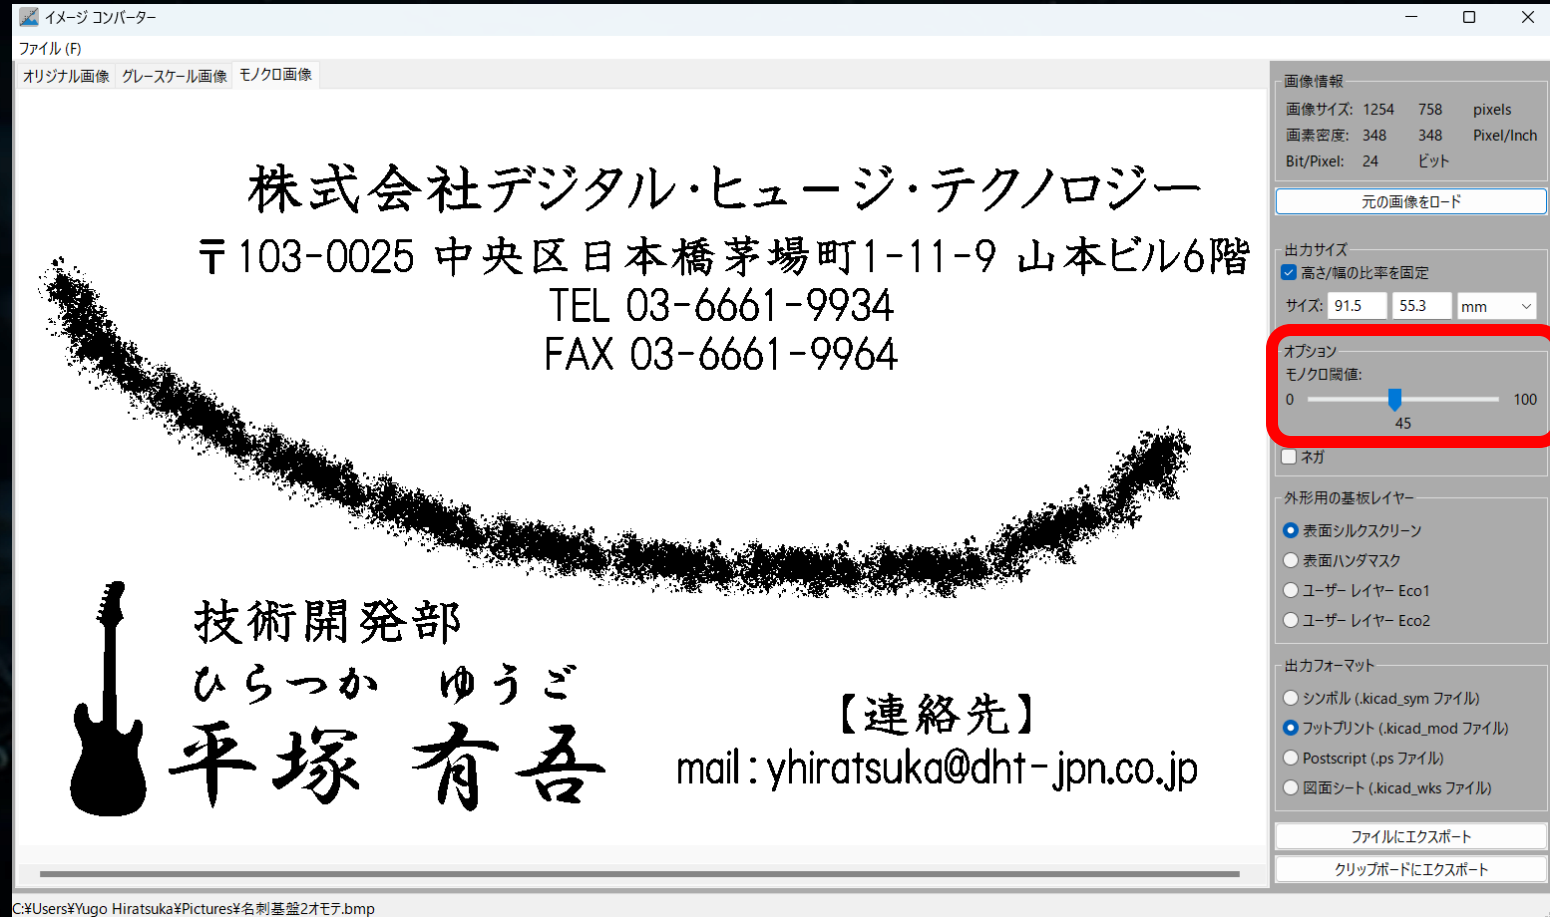 イメージ コンバーター
ファイル (F)
オリジナル画像 グレースケール画像 モノクロ画像
株式会社デジタル・ヒュージ・テクノロジー
〒103-0025 中央区日本橋茅場町1-11-9 山本ビル6階
TEL 03-6661-9934
FAX 03-6661-9964
技術開発部
ひらつか ゆうご
平塚 有吾
【連絡先】
mail:yhiratsuka@dht-jpn.co.jp
画像情報
画像サイズ: 1254 758 pixels
画素密度: 348 348 Pixel/Inch
Bit/Pixel: 24 ビット
元の画像をロード
出力サイズ
高さ/幅の比率を固定
サイズ: 91.5 55.3 mm
オプション
モノクロ閾値:
0 100
45
ネガ
外形用の基板レイヤー
表面シルクスクリーン
表面ハンダマスク
ユーザー レイヤー Eco1
ユーザー レイヤー Eco2
出力フォーマット
シンボル (.kicad_sym ファイル)
フットプリント (.kicad_mod ファイル)
Postscript (.ps ファイル)
図面シート (.kicad_wks ファイル)
ファイルにエクスポート
クリップボードにエクスポート
C:¥Users¥Yugo Hiratsuka¥Pictures¥名刺基盤2オモテ.bmp